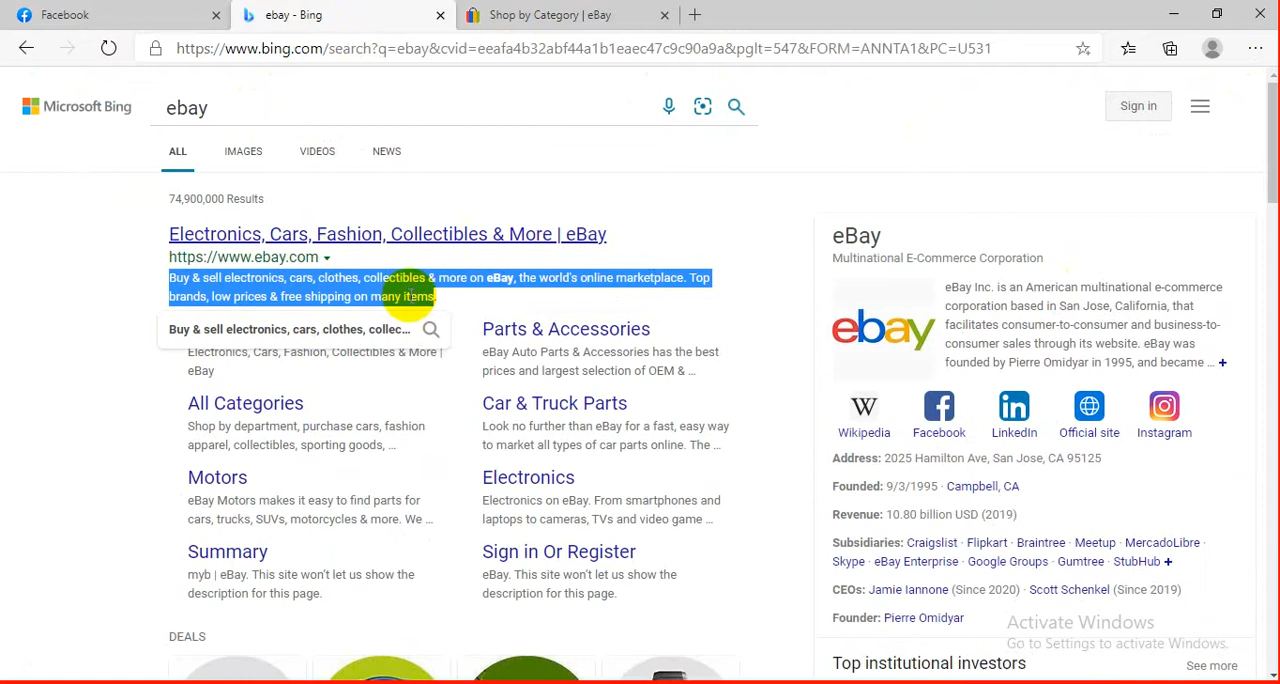 Facebook
ebay - Bing
Shop by Category | eBay
https://www.bing.com/search?q=ebay&cvid=eeafa4b32abf44a1b1eaec47c9c90a9a&pglt=547&FORM=ANNTA1&PC=U531
Microsoft Bing
ebay
Sign in
ALL
IMAGES
VIDEOS
NEWS
74,900,000 Results
Electronics, Cars, Fashion, Collectibles & More | eBay
https://www.ebay.com
Buy & sell electronics, cars, clothes, collectibles & more on eBay, the world's online marketplace. Top
brands, low prices & free shipping on many items.
Buy & sell electronics, cars, clothes, collec...
Electronics, Cars, Fashion, Collectibles & More |
eBay
Parts & Accessories
eBay Auto Parts & Accessories has the best
prices and largest selection of OEM & ...
All Categories
Shop by department, purchase cars, fashion
apparel, collectibles, sporting goods, ...
Car & Truck Parts
Look no further than eBay for a fast, easy way
to market all types of car parts online. The ...
Motors
eBay Motors makes it easy to find parts for
cars, trucks, SUVs, motorcycles & more. We ...
Electronics
Electronics on eBay. From smartphones and
laptops to cameras, TVs and video game ...
Summary
myb | eBay. This site won't let us show the
description for this page.
Sign in Or Register
eBay. This site won't let us show the
description for this page.
DEALS
eBay
Multinational E-Commerce Corporation
ebay
eBay Inc. is an American multinational e-commerce
corporation based in San Jose, California, that
facilitates consumer-to-consumer and business-to-
consumer sales through its website. eBay was
founded by Pierre Omidyar in 1995, and became ... +
W
Wikipedia
Facebook
LinkedIn
Official site
Instagram
Address: 2025 Hamilton Ave, San Jose, CA 95125
Founded: 9/3/1995 · Campbell, CA
Revenue: 10.80 billion USD (2019)
Subsidiaries: Craigslist · Flipkart · Braintree · Meetup · MercadoLibre ·
Skype · eBay Enterprise · Google Groups · Gumtree · StubHub +
CEOs: Jamie Iannone (Since 2020) · Scott Schenkel (Since 2019)
Founder: Pierre Omidyar
Activate Windows
Go to Settings to activate Windows.
Top institutional investors
See more